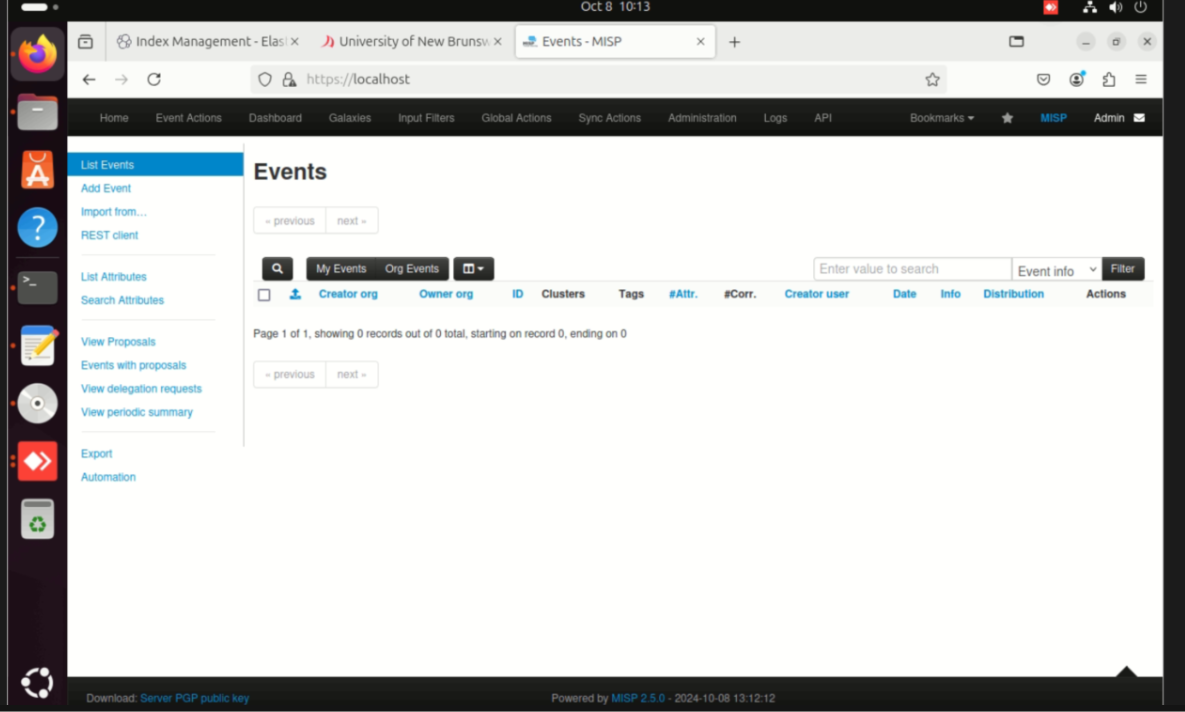 Oct 8 10:13
Index Management - Elas
University of New Brunsw
Events - MISP
https://localhost
Home Event Actions Dashboard Galaxies Input Filters Global Actions Sync Actions Administration Logs API Bookmarks MISP Admin
List Events
Add Event
Import from...
REST client
List Attributes
Search Attributes
View Proposals
Events with proposals
View delegation requests
View periodic summary
Export
Automation
Events
« previous next »
My Events Org Events Enter value to search Event info Filter
Creator org Owner org ID Clusters Tags #Attr. #Corr. Creator user Date Info Distribution Actions
Page 1 of 1, showing 0 records out of 0 total, starting on record 0, ending on 0
« previous next »
Download: Server PGP public key Powered by MISP 2.5.0 - 2024-10-08 13:12:12